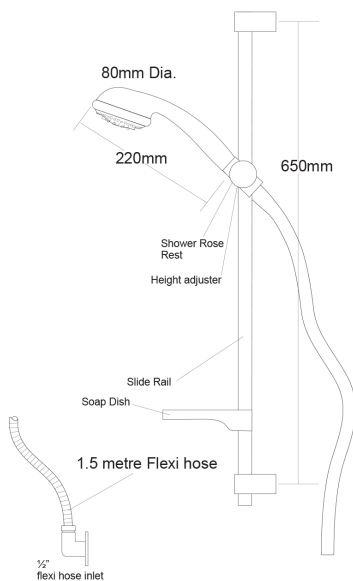 80mm Dia.
220mm
650mm
Shower Rose
Rest
Height adjuster
Slide Rail
Soap Dish
1.5 metre Flexi hose
½"
flexi hose inlet